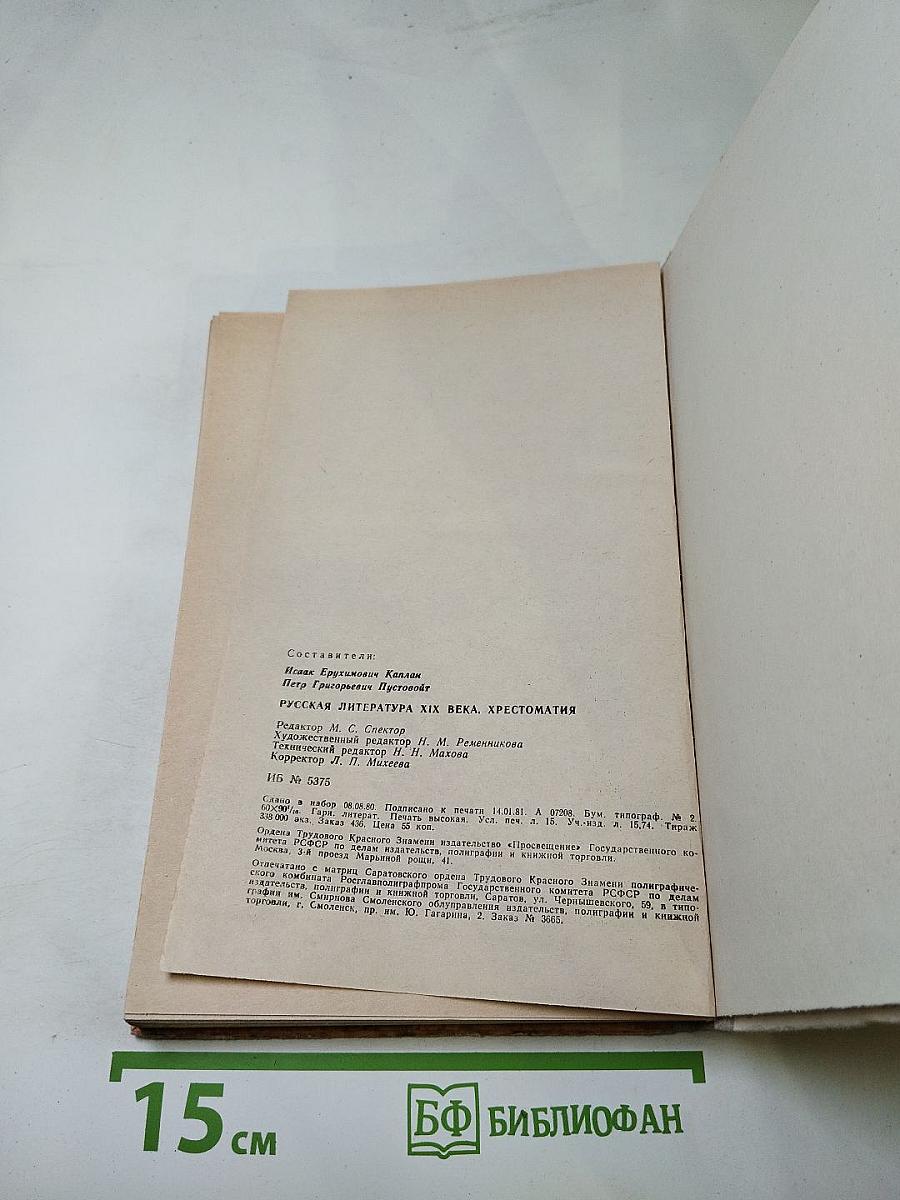 Составители:
Исаак Ерухимович Каплан
Петр Григорьевич Пустовойт
РУССКАЯ ЛИТЕРАТУРА XIX ВЕКА. ХРЕСТОМАТИЯ
Редактор М. С. Спектор
Художественный редактор Н. М. Ременникова
Технический редактор Н. Н. Махова
Корректор Л. П. Михеева
ИБ № 5375
Сдано в набор 08.08.80. Подписано к печати 14.01.81. А 07208. Бум. типограф. № 2.
60×90¹/₁₆. Гарн. литерат. Печать высокая. Усл. печ. л. 15. Уч.-изд. л. 15,74. Тираж
338 000 экз. Заказ 436. Цена 55 коп.
Ордена Трудового Красного Знамени издательство «Просвещение» Государственного ко-
митета РСФСР по делам издательств, полиграфии и книжной торговли.
Москва, 3-й проезд Марьиной рощи, 41.
Отпечатано с матриц Саратовского ордена Трудового Красного Знамени полиграфиче-
ского комбината Росглавполиграфпрома Государственного комитета РСФСР по делам
издательств, полиграфии и книжной торговли, Саратов, ул. Чернышевского, 59, в типо-
графии им. Смирнова Смоленского облуправления издательств, полиграфии и книжной
торговли, г. Смоленск, пр. им. Ю. Гагарина, 2. Заказ № 3665.
15 см
БФ БИБЛИОФАН